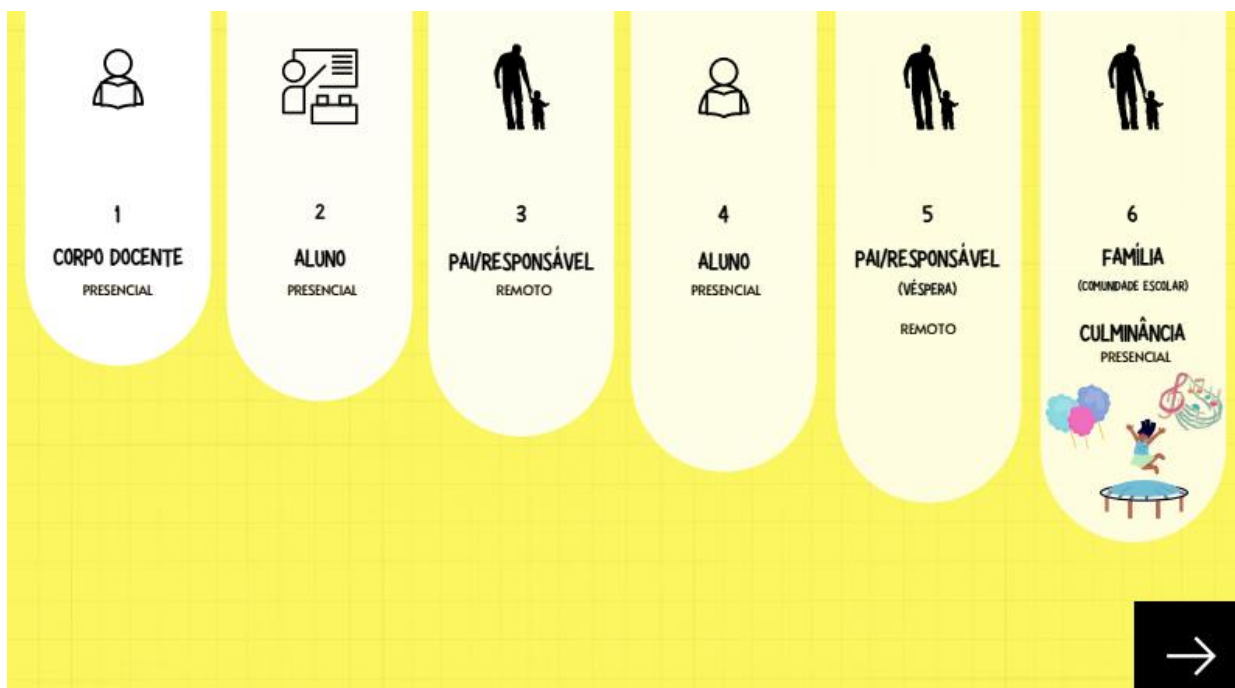 1
CORPO DOCENTE
PRESENCIAL
2
ALUNO
PRESENCIAL
3
PAI/RESPONSÁVEL
REMOTO
4
ALUNO
PRESENCIAL
5
PAI/RESPONSÁVEL
(VÉSPERA)
REMOTO
6
FAMÍLIA
(COMUNIDADE ESCOLAR)
CULMINÂNCIA
PRESENCIAL